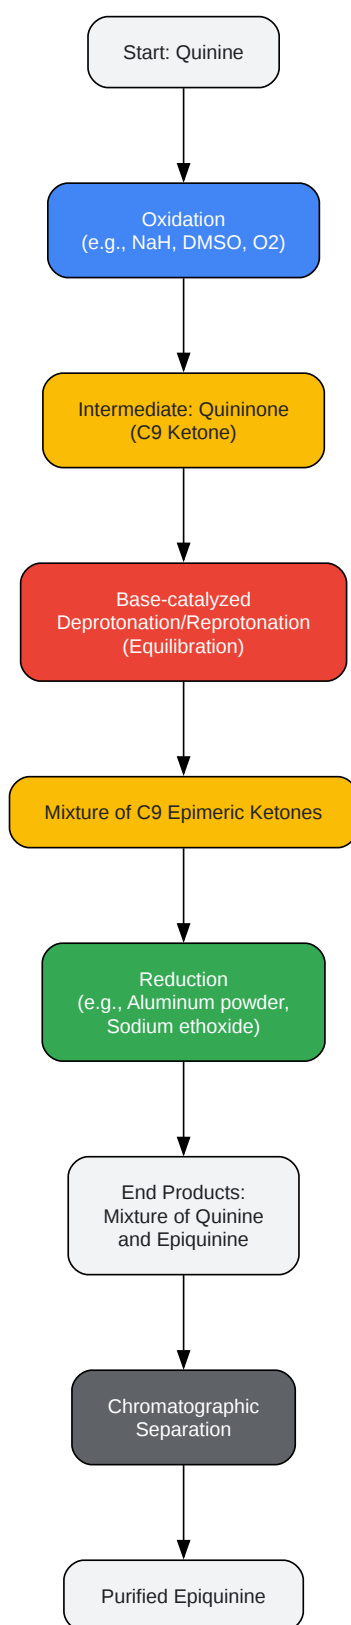 Start: Quinine
Oxidation
(e.g., NaH, DMSO, O2)
Intermediate: Quininone
(C9 Ketone)
Base-catalyzed
Deprotonation/Reprotonation
(Equilibration)
Mixture of C9 Epimeric Ketones
Reduction
(e.g., Aluminum powder,
Sodium ethoxide)
End Products:
Mixture of Quinine
and Epiquinine
Chromatographic
Separation
Purified Epiquinine